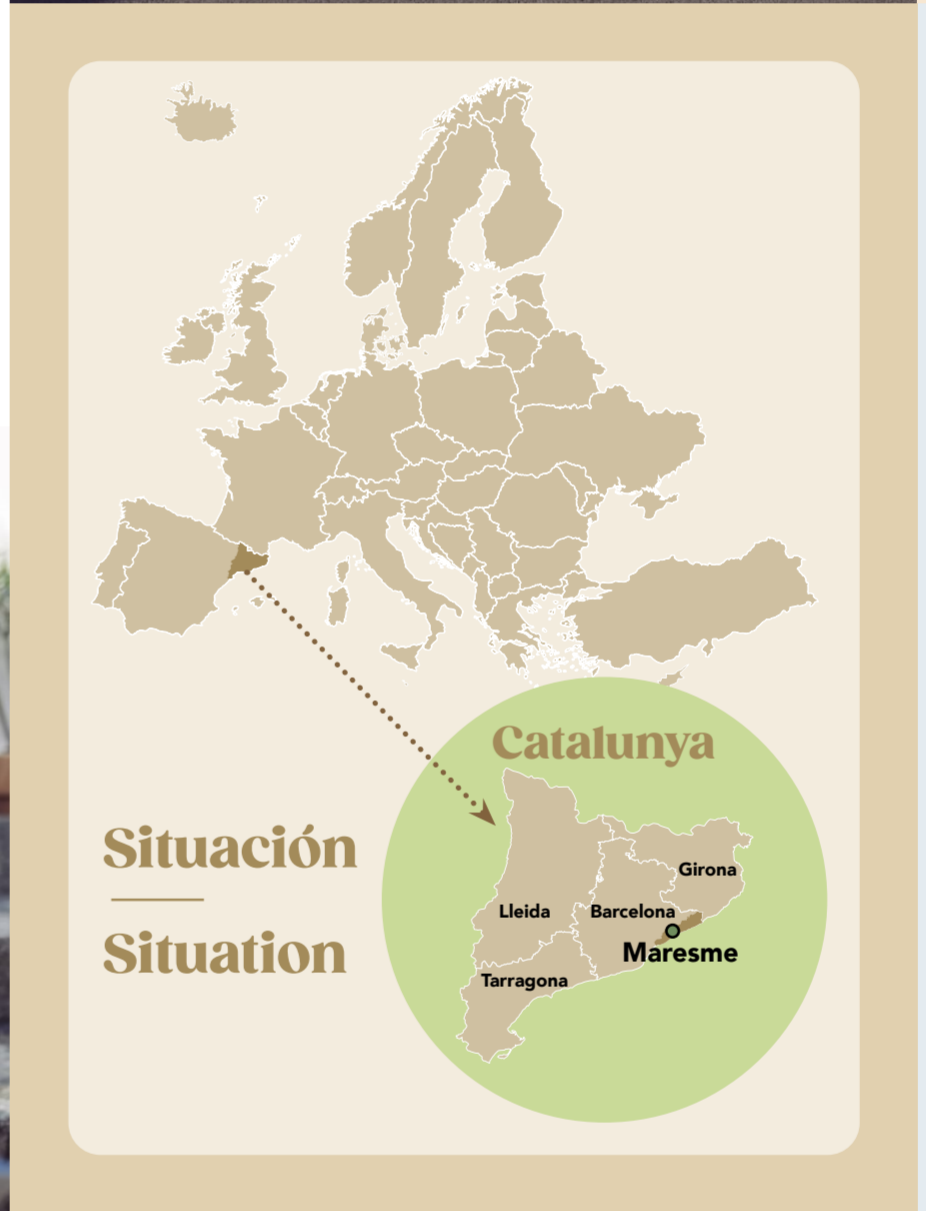 Catalunya
Situación
Situation
Girona
Lleida
Barcelona
Maresme
Tarragona